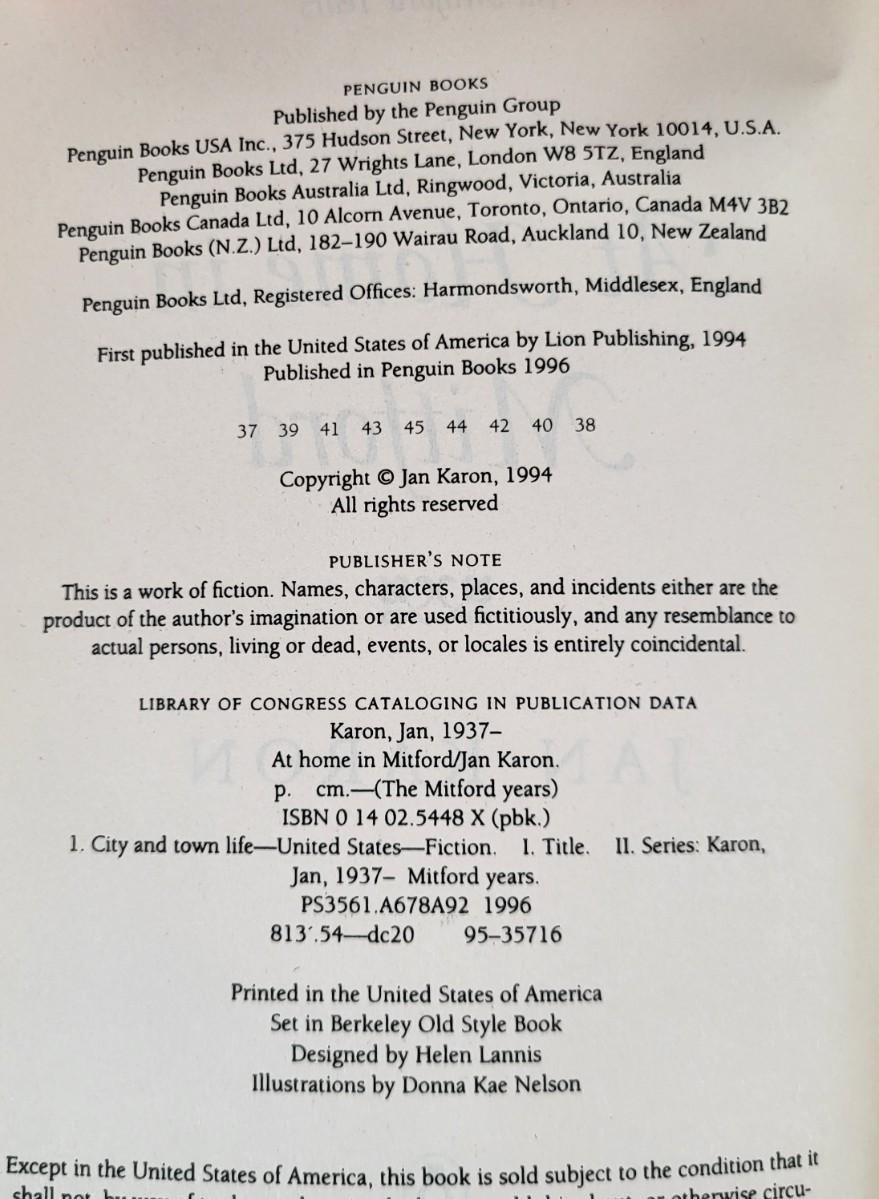 PENGUIN BOOKS
Published by the Penguin Group
Penguin Books USA Inc., 375 Hudson Street, New York, New York 10014, U.S.A.
Penguin Books Ltd, 27 Wrights Lane, London W8 5TZ, England
Penguin Books Australia Ltd, Ringwood, Victoria, Australia
Penguin Books Canada Ltd, 10 Alcorn Avenue, Toronto, Ontario, Canada M4V 3B2
Penguin Books (N.Z.) Ltd, 182–190 Wairau Road, Auckland 10, New Zealand
Penguin Books Ltd, Registered Offices: Harmondsworth, Middlesex, England
First published in the United States of America by Lion Publishing, 1994
Published in Penguin Books 1996
37 39 41 43 45 44 42 40 38
Copyright © Jan Karon, 1994
All rights reserved
PUBLISHER'S NOTE
This is a work of fiction. Names, characters, places, and incidents either are the
product of the author's imagination or are used fictitiously, and any resemblance to
actual persons, living or dead, events, or locales is entirely coincidental.
LIBRARY OF CONGRESS CATALOGING IN PUBLICATION DATA
Karon, Jan, 1937–
At home in Mitford/Jan Karon.
p. cm.—(The Mitford years)
ISBN 0 14 02.5448 X (pbk.)
1. City and town life—United States—Fiction. I. Title. II. Series: Karon,
Jan, 1937– Mitford years.
PS3561.A678A92 1996
813´.54—dc20 95–35716
Printed in the United States of America
Set in Berkeley Old Style Book
Designed by Helen Lannis
Illustrations by Donna Kae Nelson
Except in the United States of America, this book is sold subject to the condition that it
shall not, by way of otherwise circu-